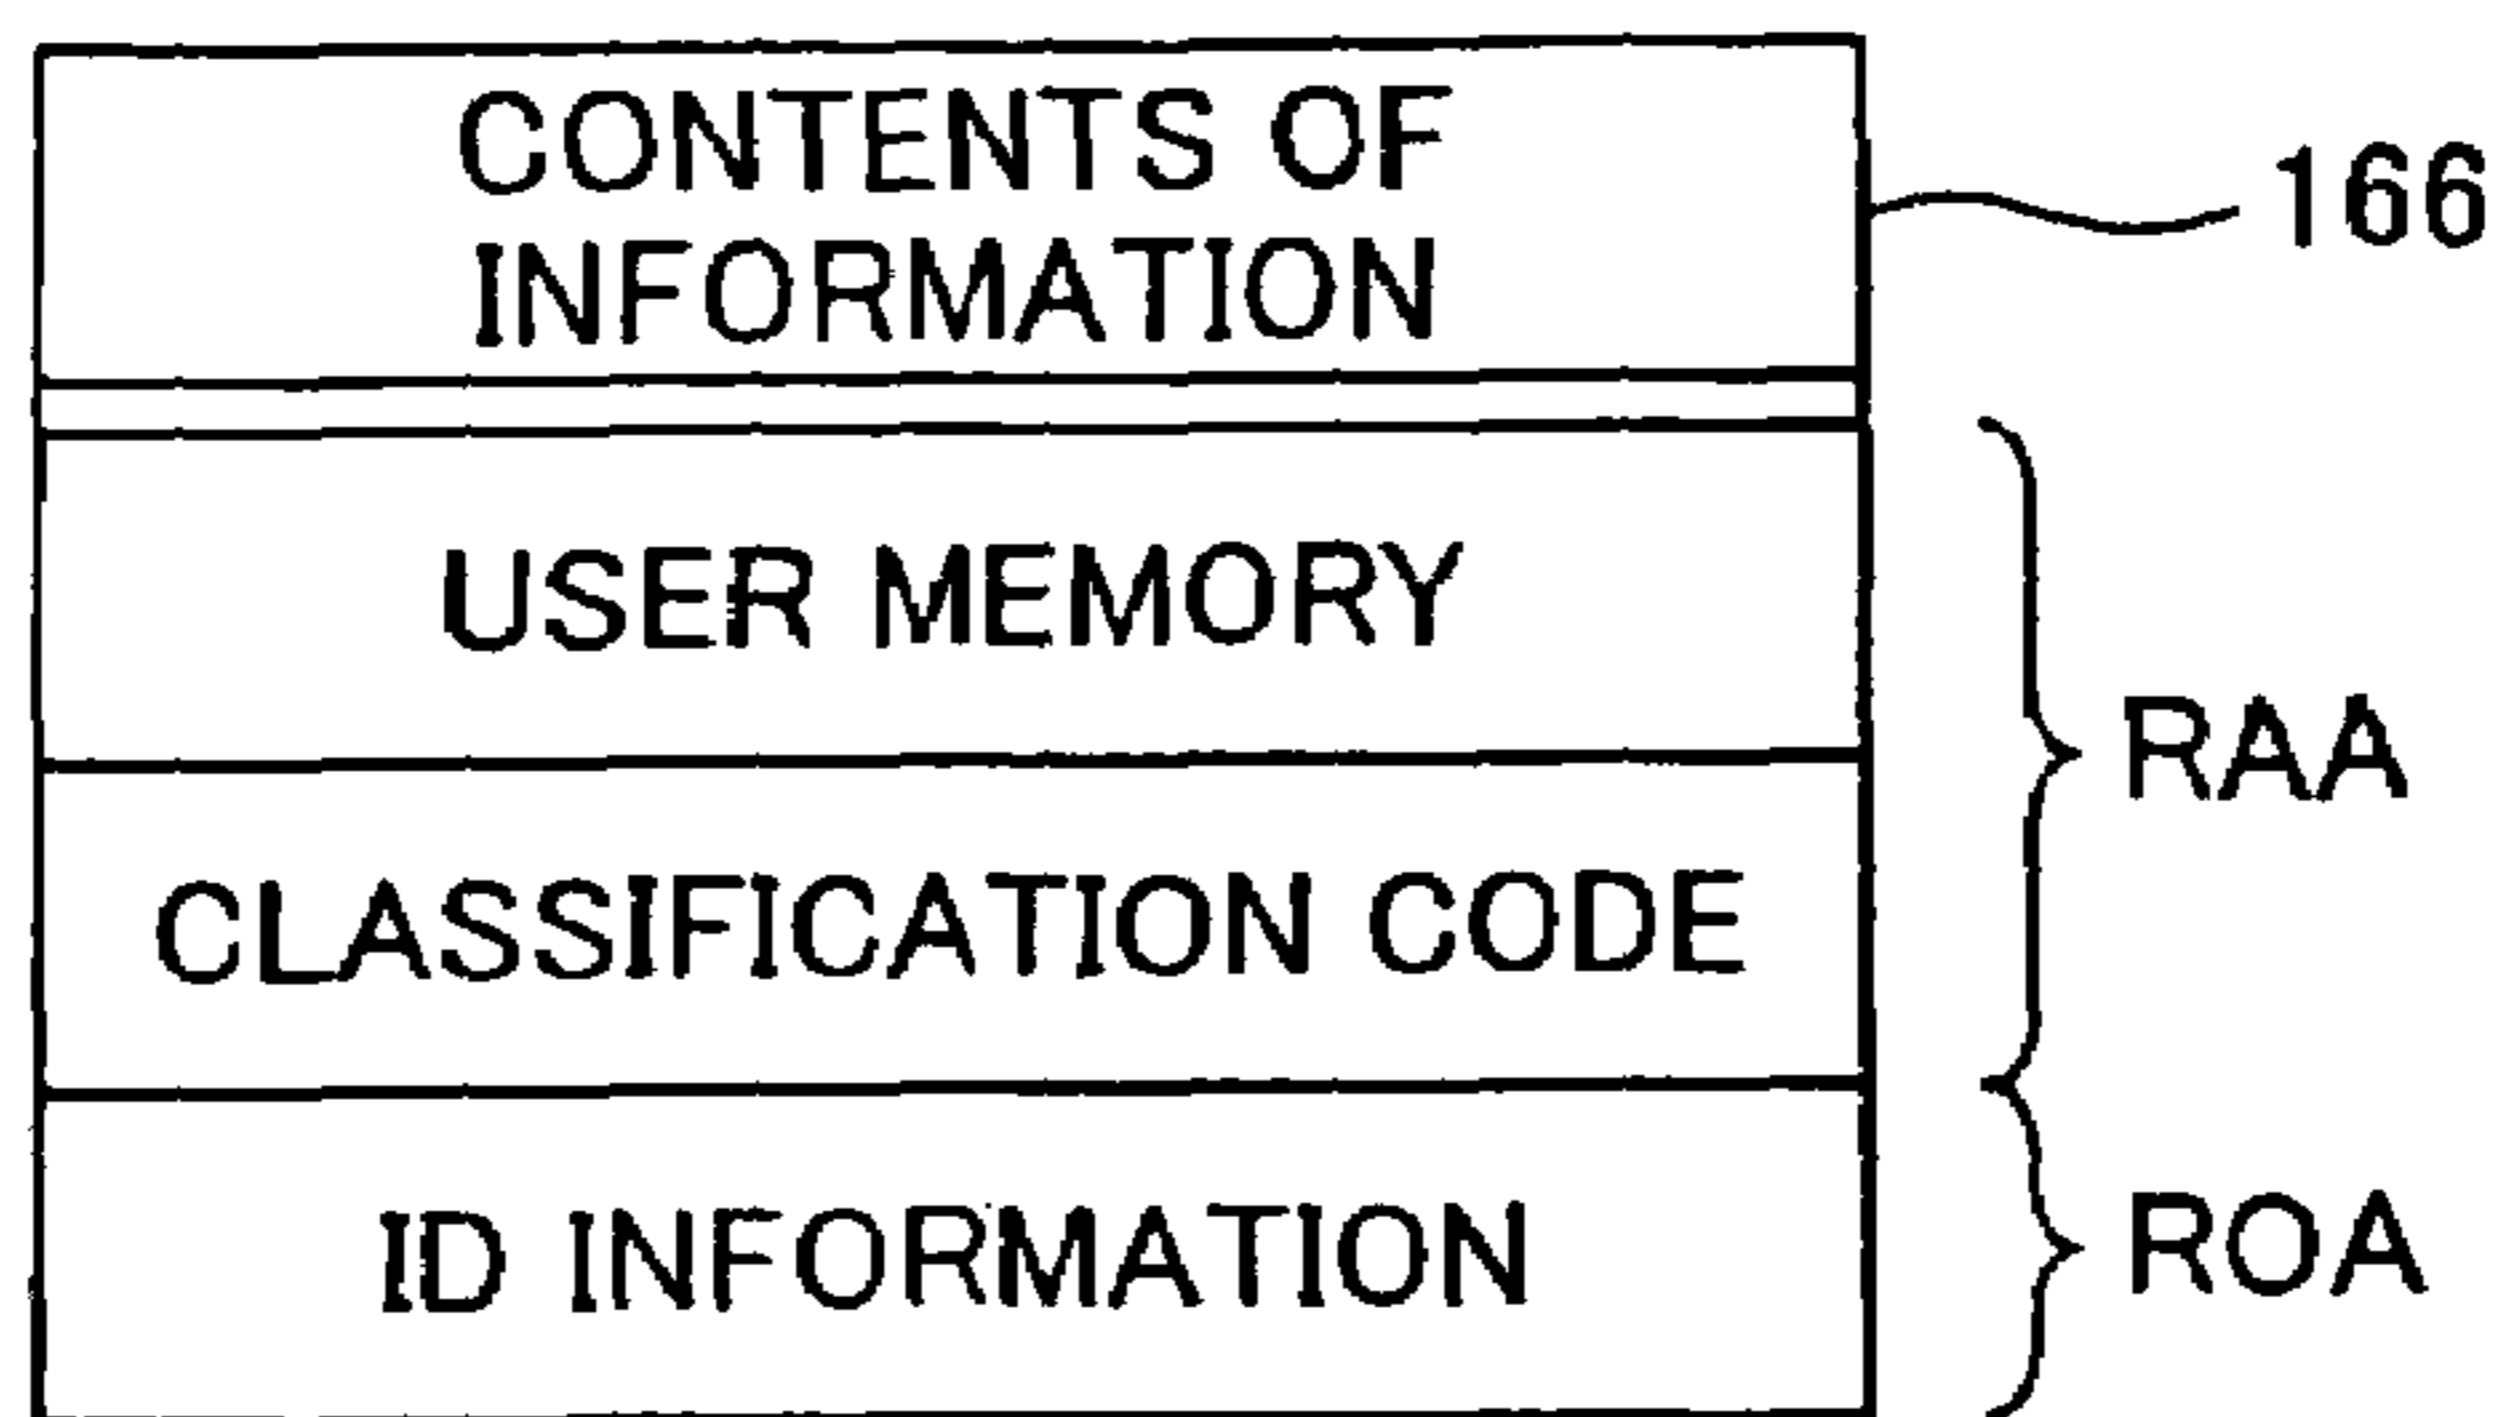 CONTENTS OF
INFORMATION
166
USER MEMORY
RAA
CLASSIFICATION CODE
ID INFORMATION
ROA